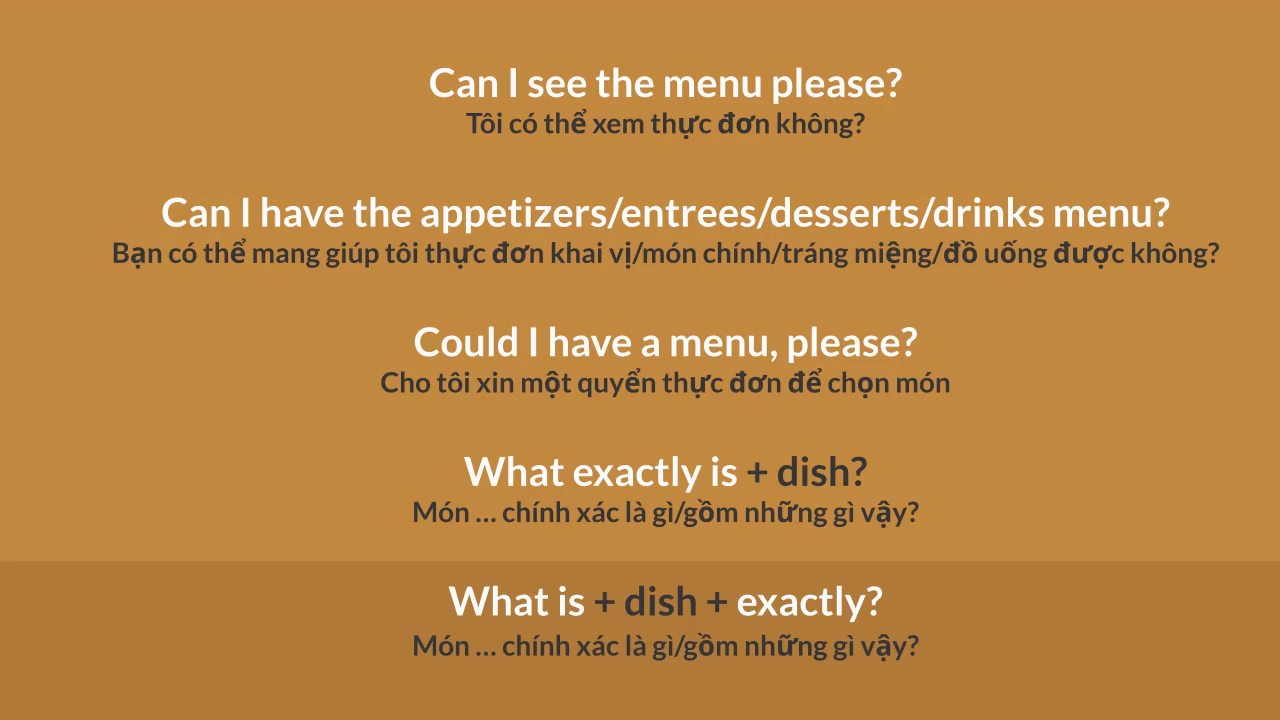 Can I see the menu please?
Tôi có thể xem thực đơn không?
Can I have the appetizers/entrees/desserts/drinks menu?
Bạn có thể mang giúp tôi thực đơn khai vị/món chính/tráng miệng/đồ uống được không?
Could I have a menu, please?
Cho tôi xin một quyển thực đơn để chọn món
What exactly is + dish?
Món ... chính xác là gì/gồm những gì vậy?
What is + dish + exactly?
Món ... chính xác là gì/gồm những gì vậy?